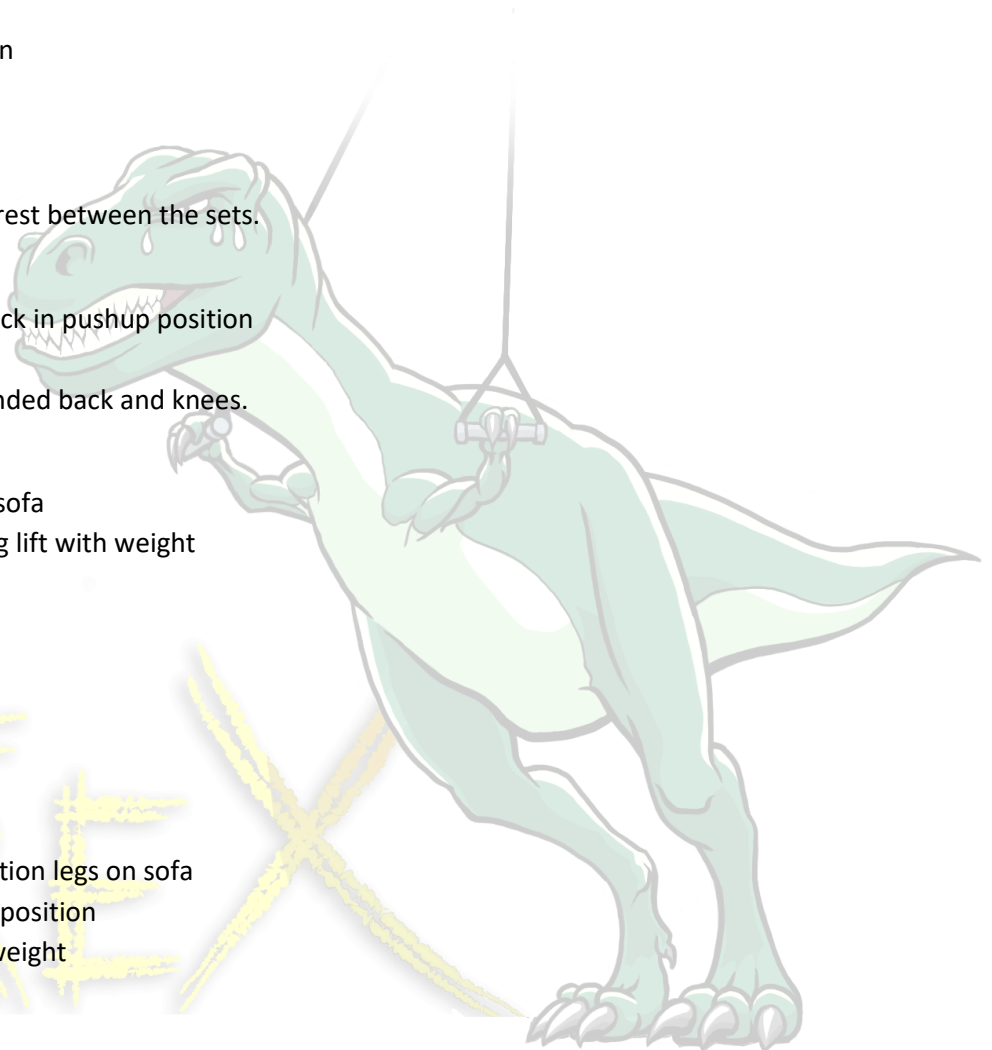 n
rest between the sets.
ck in pushup position
nded back and knees.
sofa
g lift with weight
EX
tion legs on sofa
position
weight